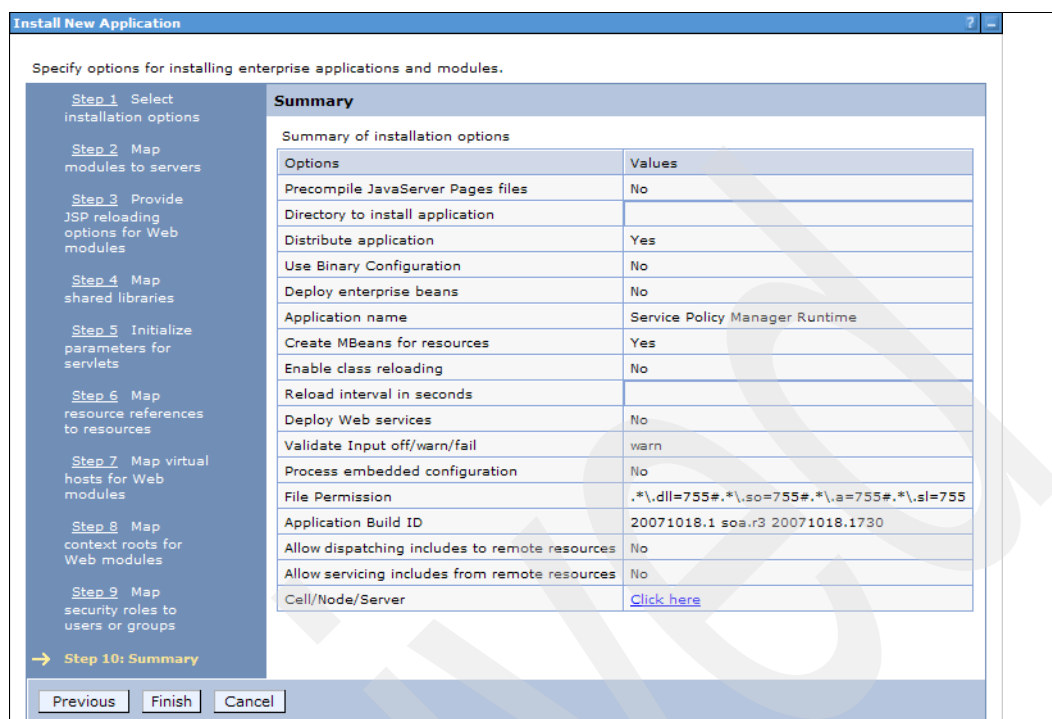 Install New Application
?
Specify options for installing enterprise applications and modules.
Step 1 Select
installation options
Step 2 Map
modules to servers
Step 3 Provide
JSP reloading
options for Web
modules
Step 4 Map
shared libraries
Step 5 Initialize
parameters for
servlets
Step 6 Map
resource references
to resources
Step 7 Map virtual
hosts for Web
modules
Step 8 Map
context roots for
Web modules
Step 9 Map
security roles to
users or groups
Step 10: Summary
Summary
Summary of installation options
Options Values
Precompile JavaServer Pages files No
Directory to install application
Distribute application Yes
Use Binary Configuration No
Deploy enterprise beans No
Application name Service Policy Manager Runtime
Create MBeans for resources Yes
Enable class reloading No
Reload interval in seconds
Deploy Web services No
Validate Input off/warn/fail warn
Process embedded configuration No
File Permission .*\.dll=755#.*\.so=755#.*\.a=755#.*\.sl=755
Application Build ID 20071018.1 soa.r3 20071018.1730
Allow dispatching includes to remote resources No
Allow servicing includes from remote resources No
Cell/Node/Server Click here
Previous Finish Cancel